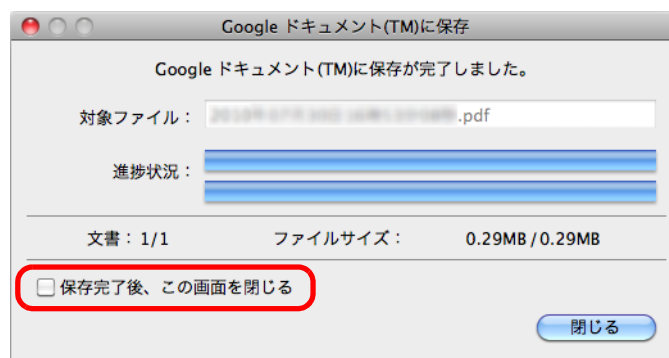 Google ドキュメント(TM)に保存
Google ドキュメント(TM)に保存が完了しました。
対象ファイル： .pdf
進捗状況：
文書：1/1 ファイルサイズ： 0.29MB/0.29MB
保存完了後、この画面を閉じる
閉じる